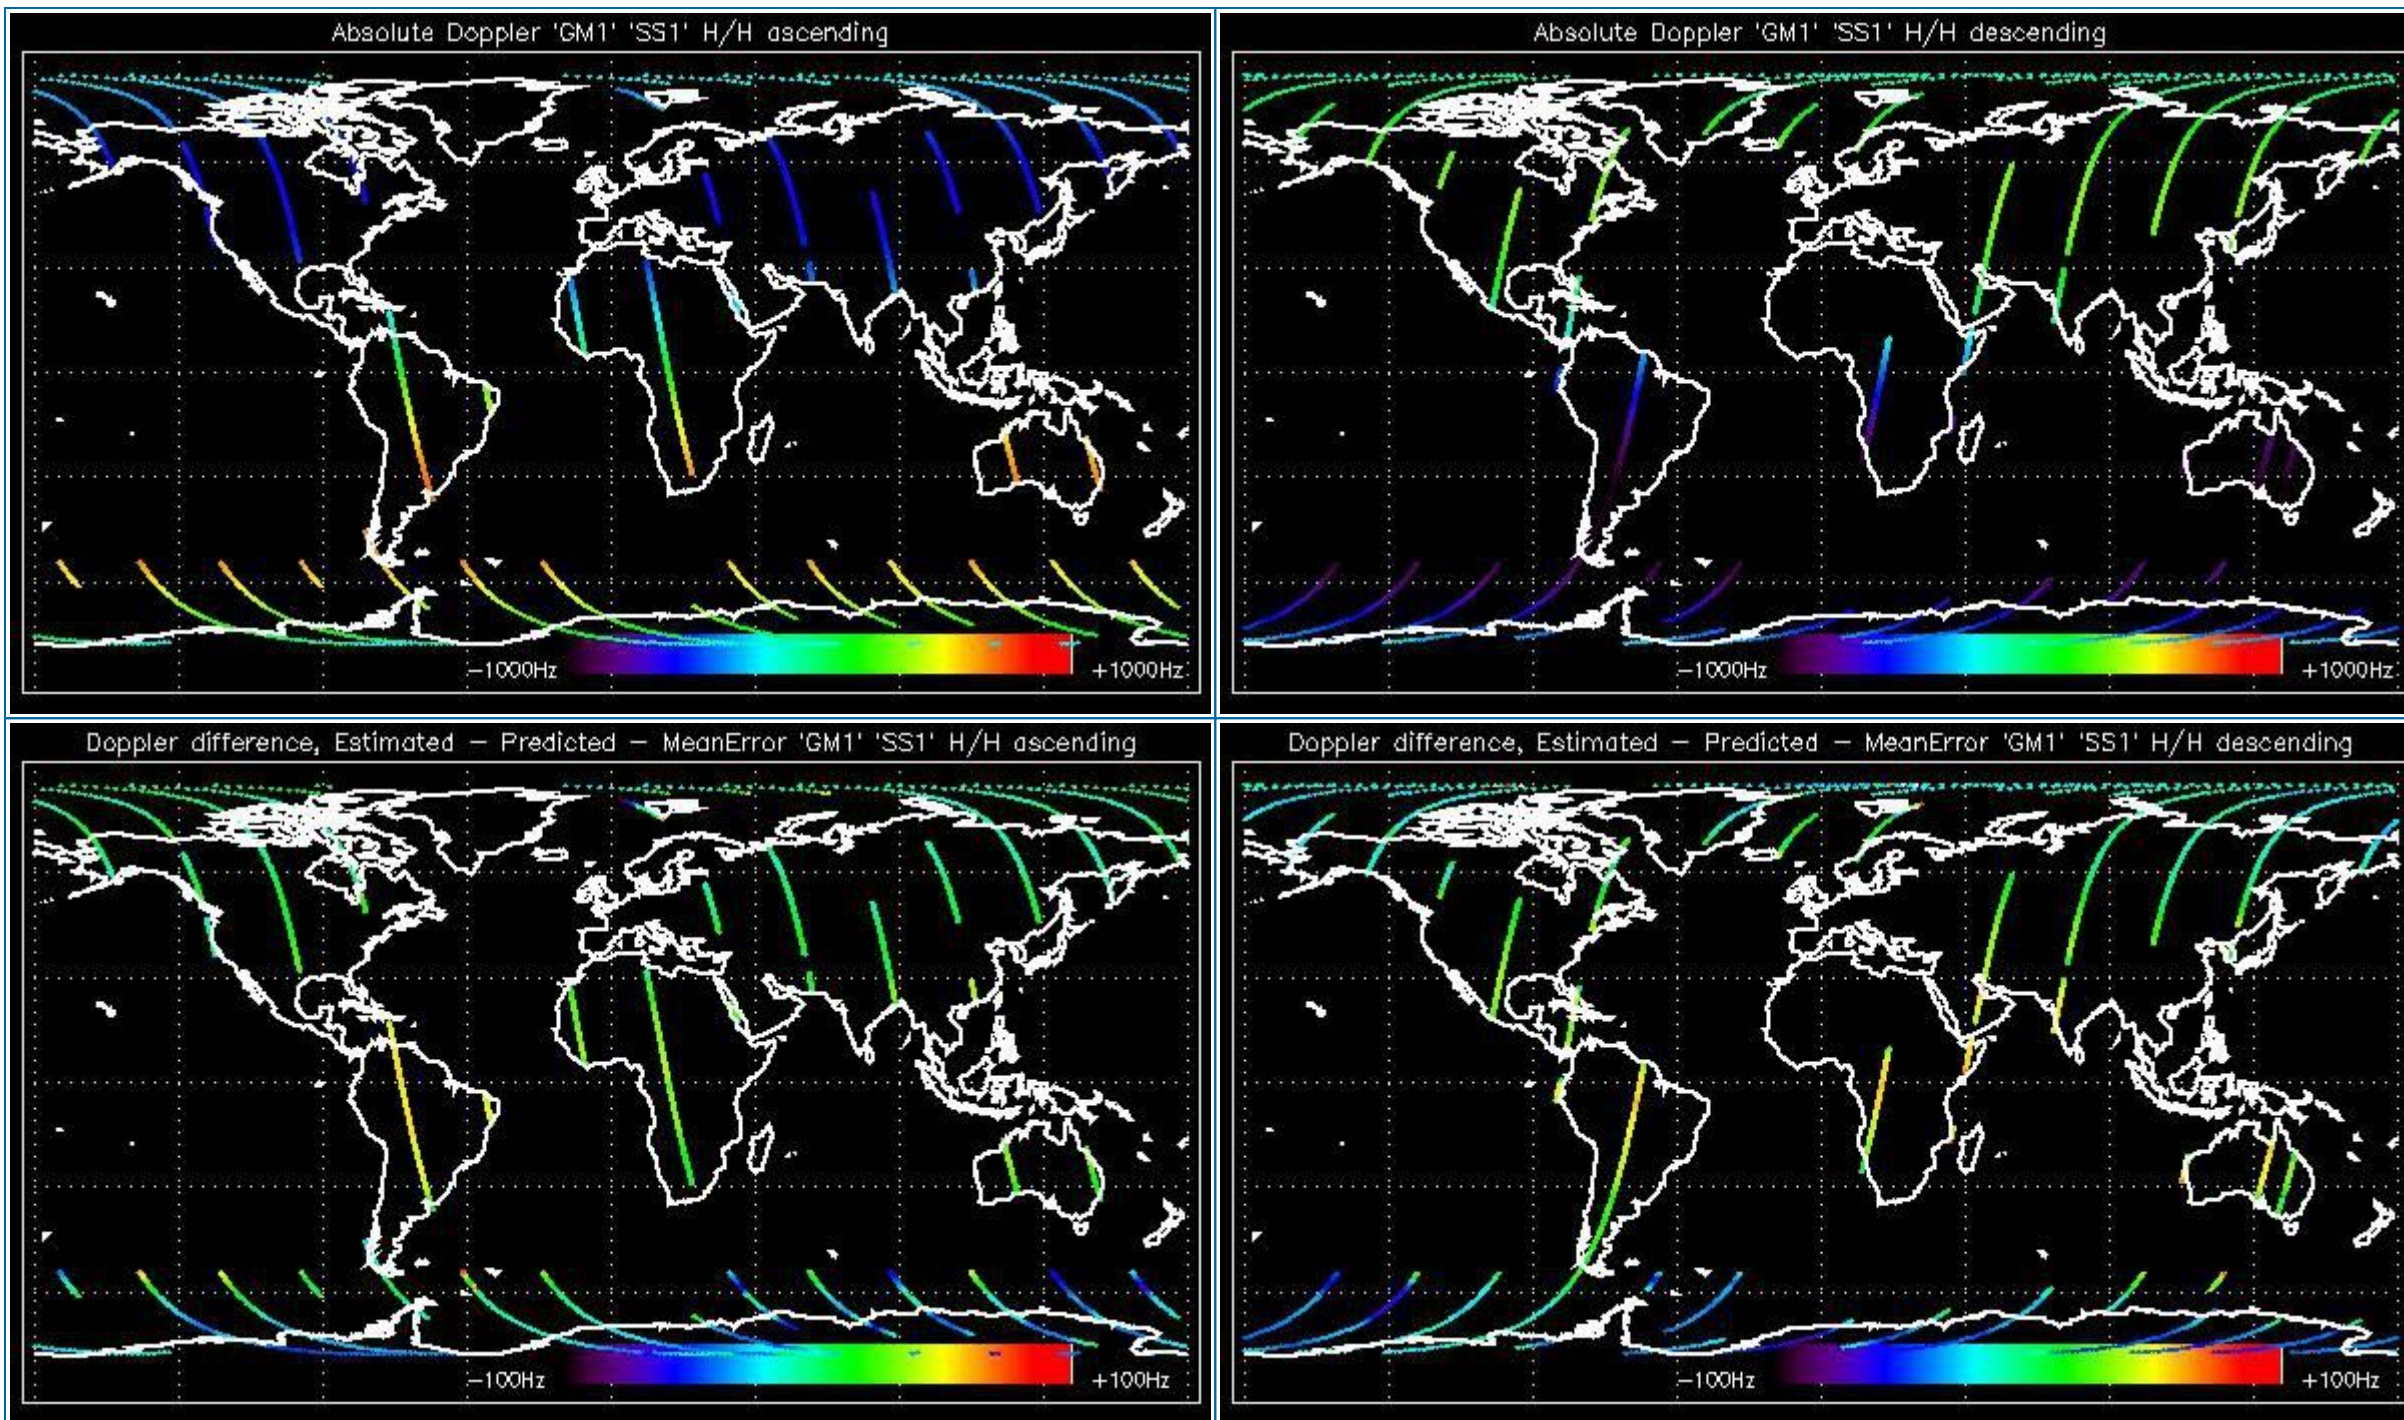 Absolute Doppler 'GM1' 'SS1' H/H ascending
−1000Hz
+1000Hz
Absolute Doppler 'GM1' 'SS1' H/H descending
−1000Hz
+1000Hz
Doppler difference, Estimated − Predicted − MeanError 'GM1' 'SS1' H/H ascending
−100Hz
+100Hz
Doppler difference, Estimated − Predicted − MeanError 'GM1' 'SS1' H/H descending
−100Hz
+100Hz